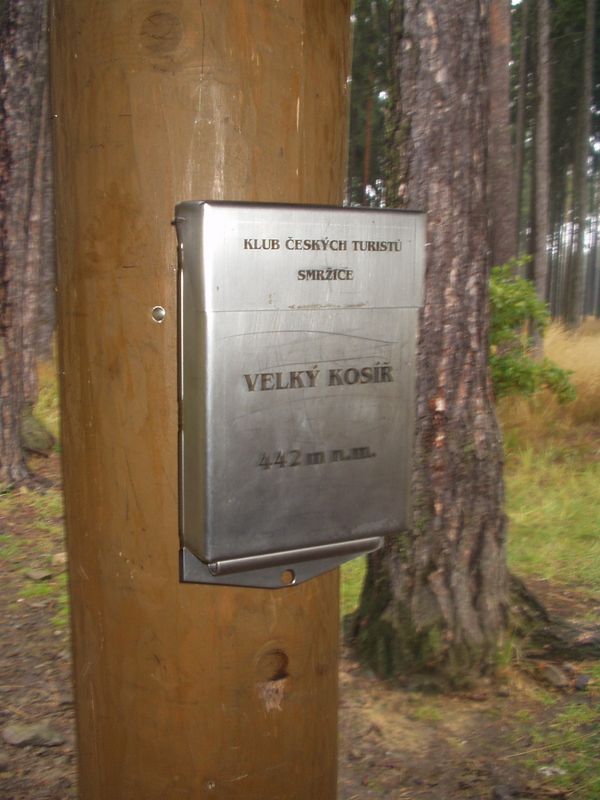 KLUB ČESKÝCH TURISTŮ
SMRŽICE
VELKÝ KOSÍŘ
442 m n.m.